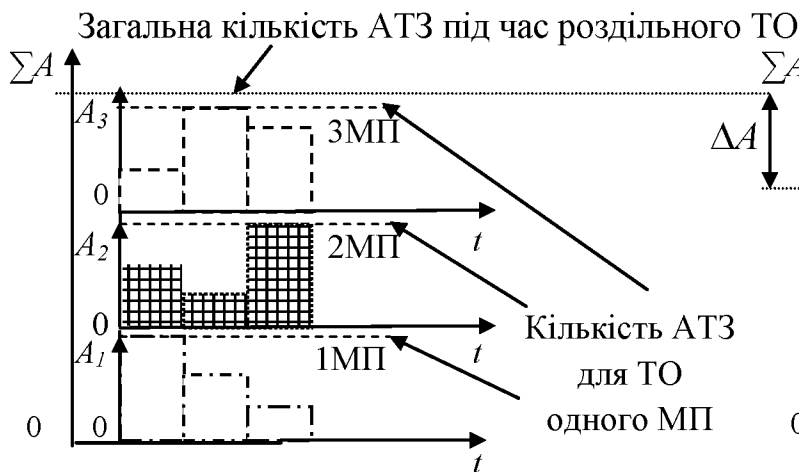 Загальна кількість АТЗ під час роздільного ТО
∑A
∑A
A3
3МП
ΔA
0
t
A2
2МП
0
Кількість АТЗ
для ТО
одного МП
A1
1МП
t
0
0
0
t